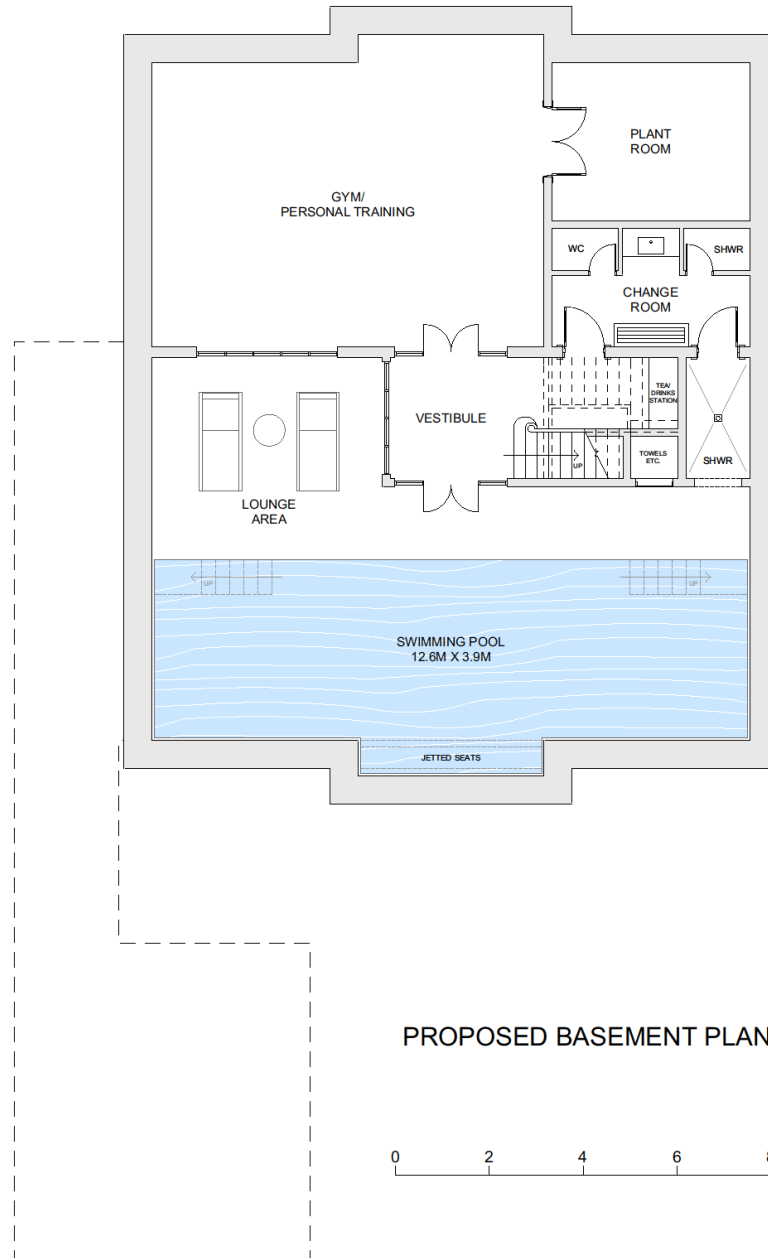 PLANT
ROOM
GYM/
PERSONAL TRAINING
WC
SHWR
CHANGE
ROOM
TEA/
DRINKS
STATION
VESTIBULE
TOWELS
ETC.
UP
SHWR
LOUNGE
AREA
UP
UP
SWIMMING POOL
12.6M X 3.9M
JETTED SEATS
PROPOSED BASEMENT PLAN
0 2 4 6 8